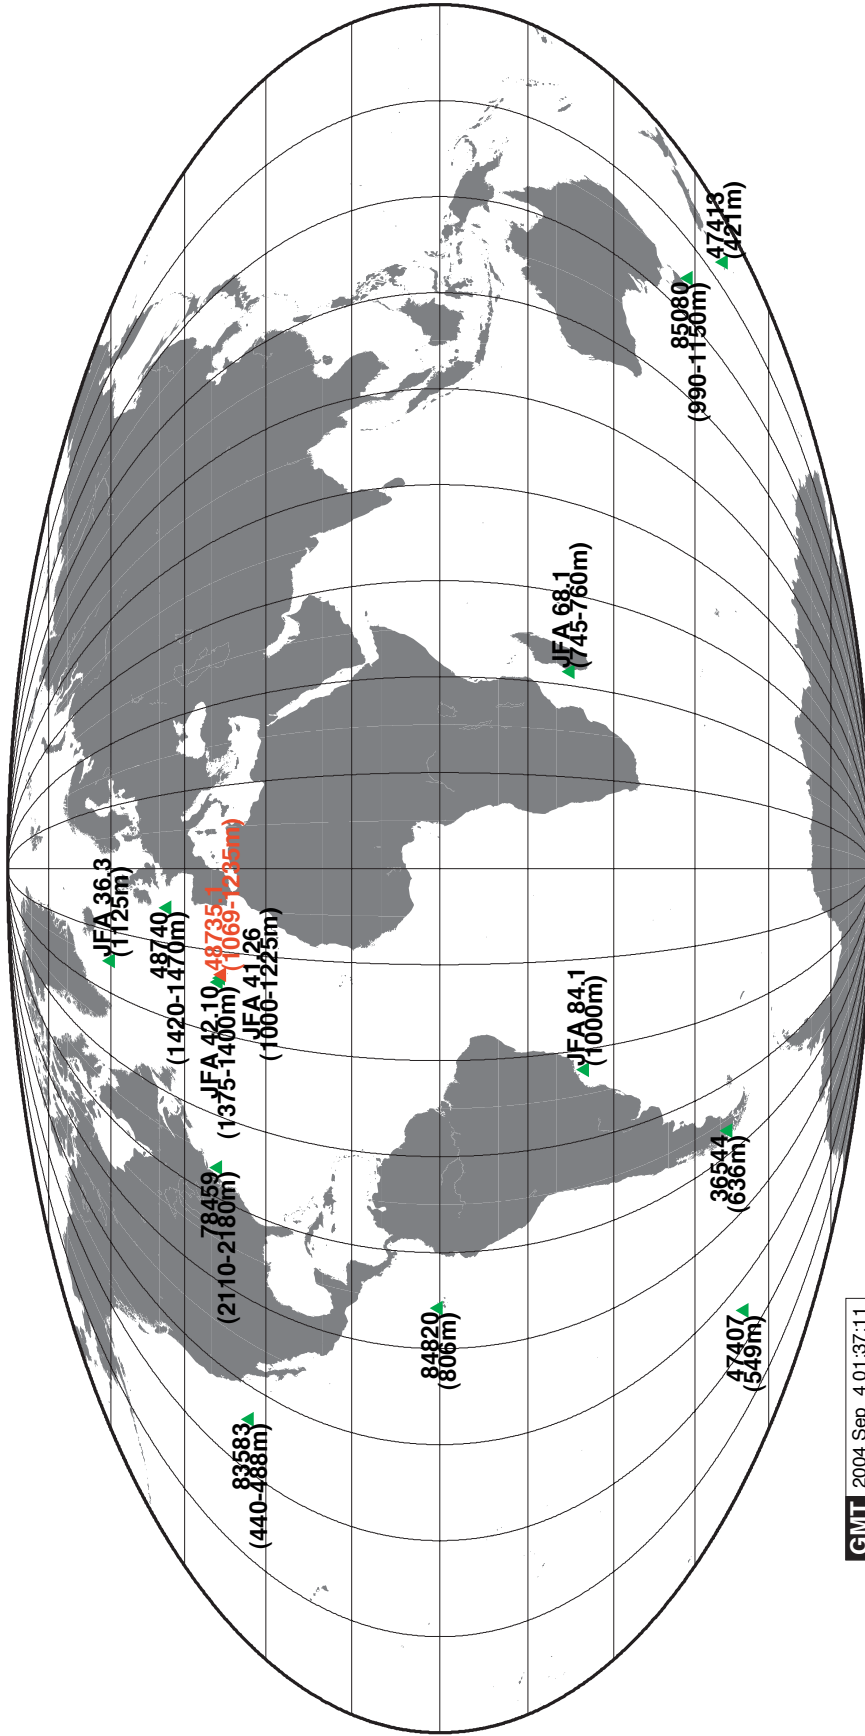 JFA 36.3
(1125m)
48740
(1420-1470m)
48735.1
(1069-1235m)
JFA 42.10
(1375-1400m)
JFA 41.26
(1000-1225m)
78459
(2110-2180m)
83583
(440-488m)
84820
(806m)
JFA 68.1
(745-760m)
JFA 84.1
(1000m)
36544
(636m)
47407
(549m)
85080
(990-1150m)
47413
(421m)
GMT 2004 Sep 4 01:37:11